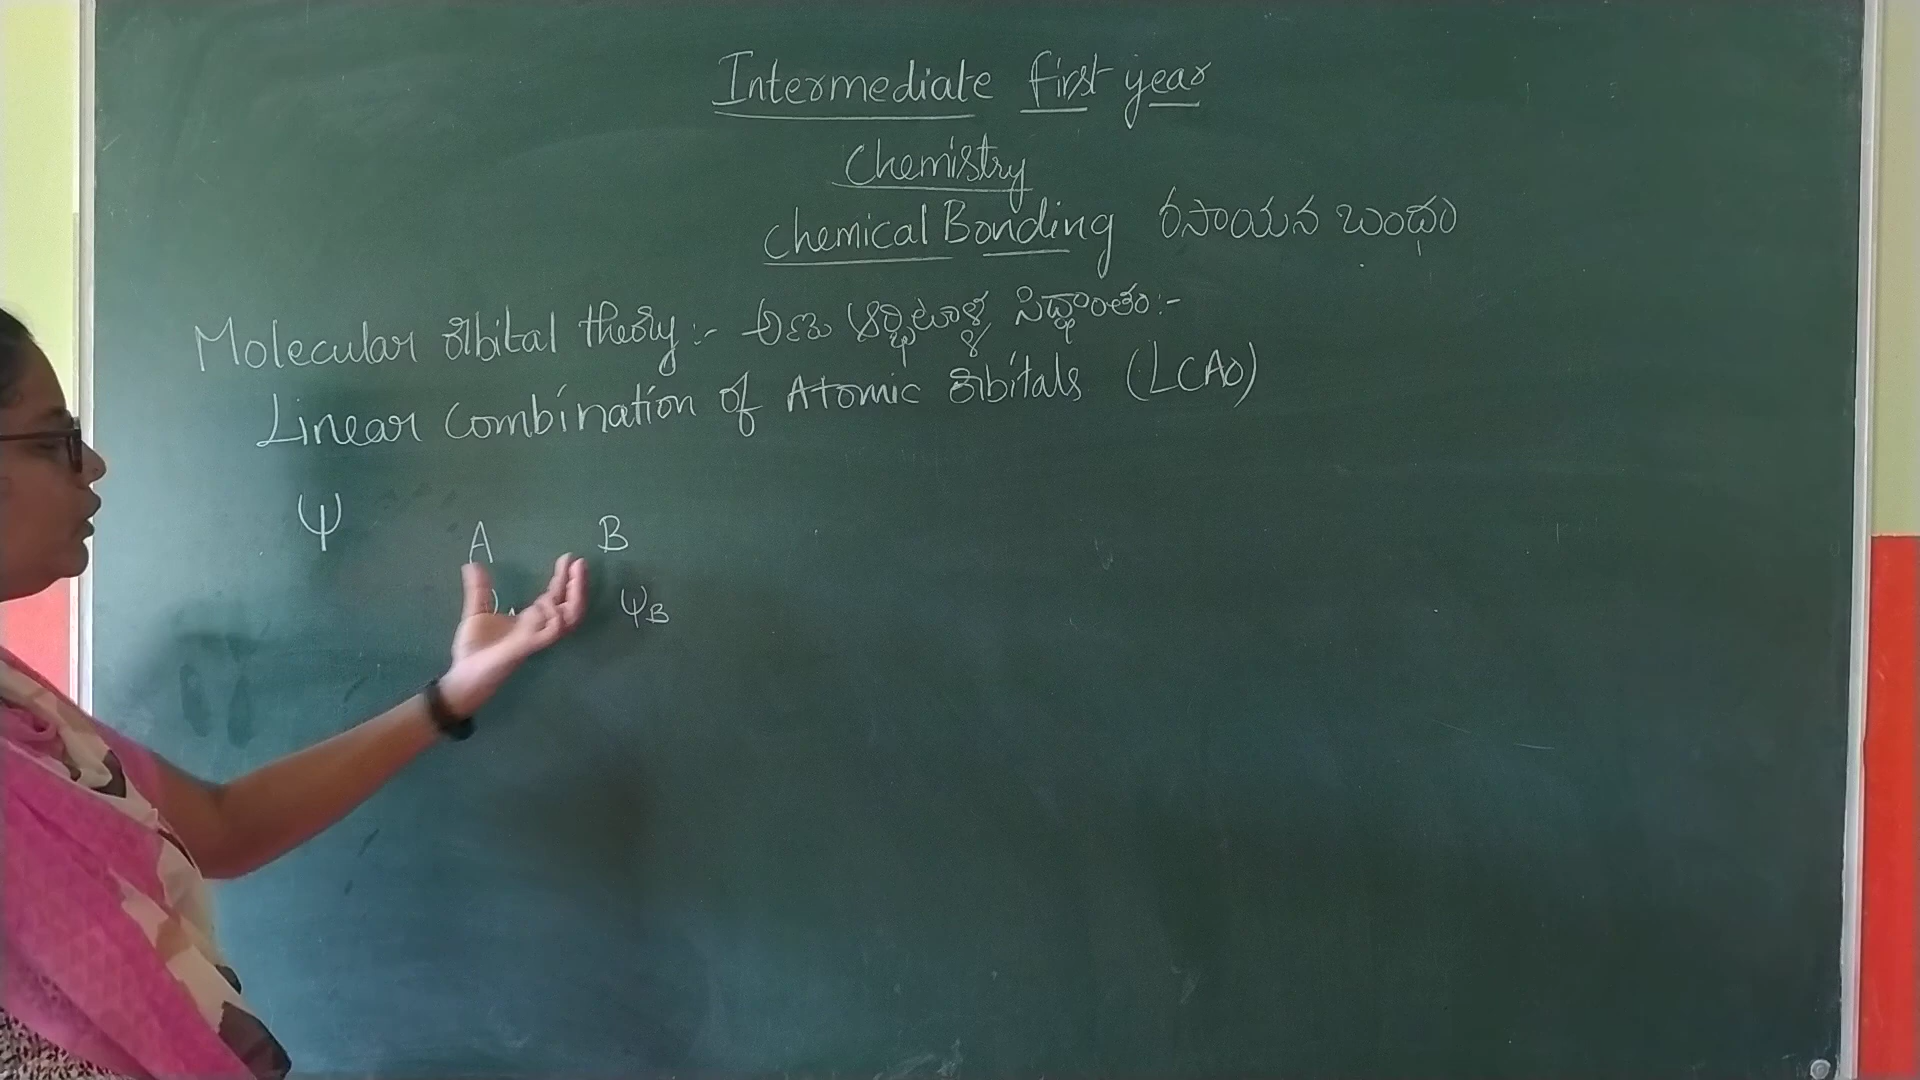 Intermediate first year
Chemistry
Chemical Bonding రసాయన బంధం
Molecular orbital theory:- అణు ఆర్బిటాళ్ళ సిద్ధాంతం:-
Linear Combination of Atomic orbitals (LCAO)
Ψ
A B
ΨB